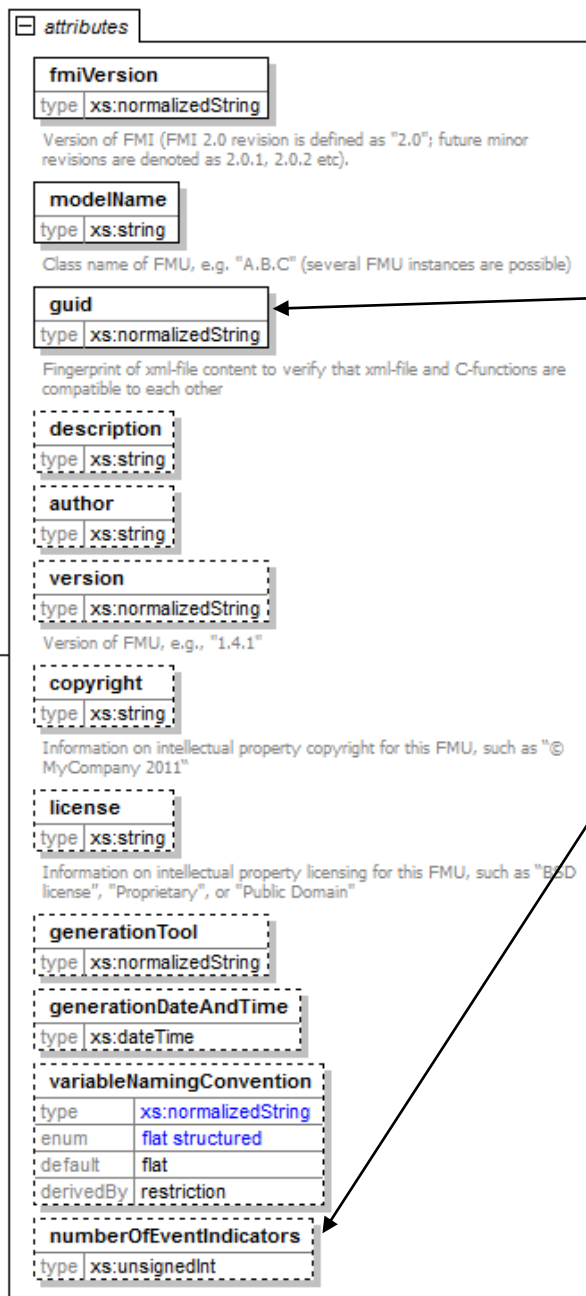 attributes
fmiVersion
type xs:normalizedString
Version of FMI (FMI 2.0 revision is defined as "2.0"; future minor
revisions are denoted as 2.0.1, 2.0.2 etc).
modelName
type xs:string
Class name of FMU, e.g. "A.B.C" (several FMU instances are possible)
guid
type xs:normalizedString
Fingerprint of xml-file content to verify that xml-file and C-functions are
compatible to each other
description
type xs:string
author
type xs:string
version
type xs:normalizedString
Version of FMU, e.g., "1.4.1"
copyright
type xs:string
Information on intellectual property copyright for this FMU, such as "©
MyCompany 2011"
license
type xs:string
Information on intellectual property licensing for this FMU, such as "BSD
license", "Proprietary", or "Public Domain"
generationTool
type xs:normalizedString
generationDateAndTime
type xs:dateTime
variableNamingConvention
type xs:normalizedString
enum flat structured
default flat
derivedBy restriction
numberOfEventIndicators
type xs:unsignedInt